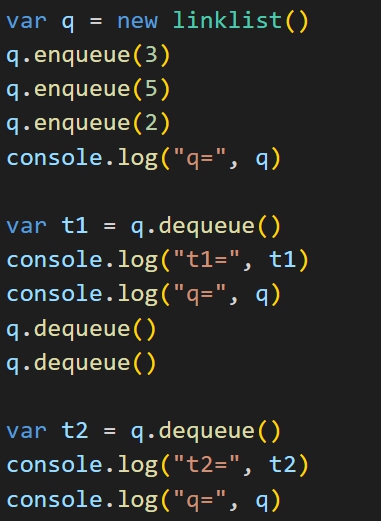 var q = new linklist()
q.enqueue(3)
q.enqueue(5)
q.enqueue(2)
console.log("q=", q)
var t1 = q.dequeue()
console.log("t1=", t1)
console.log("q=", q)
q.dequeue()
q.dequeue()
var t2 = q.dequeue()
console.log("t2=", t2)
console.log("q=", q)